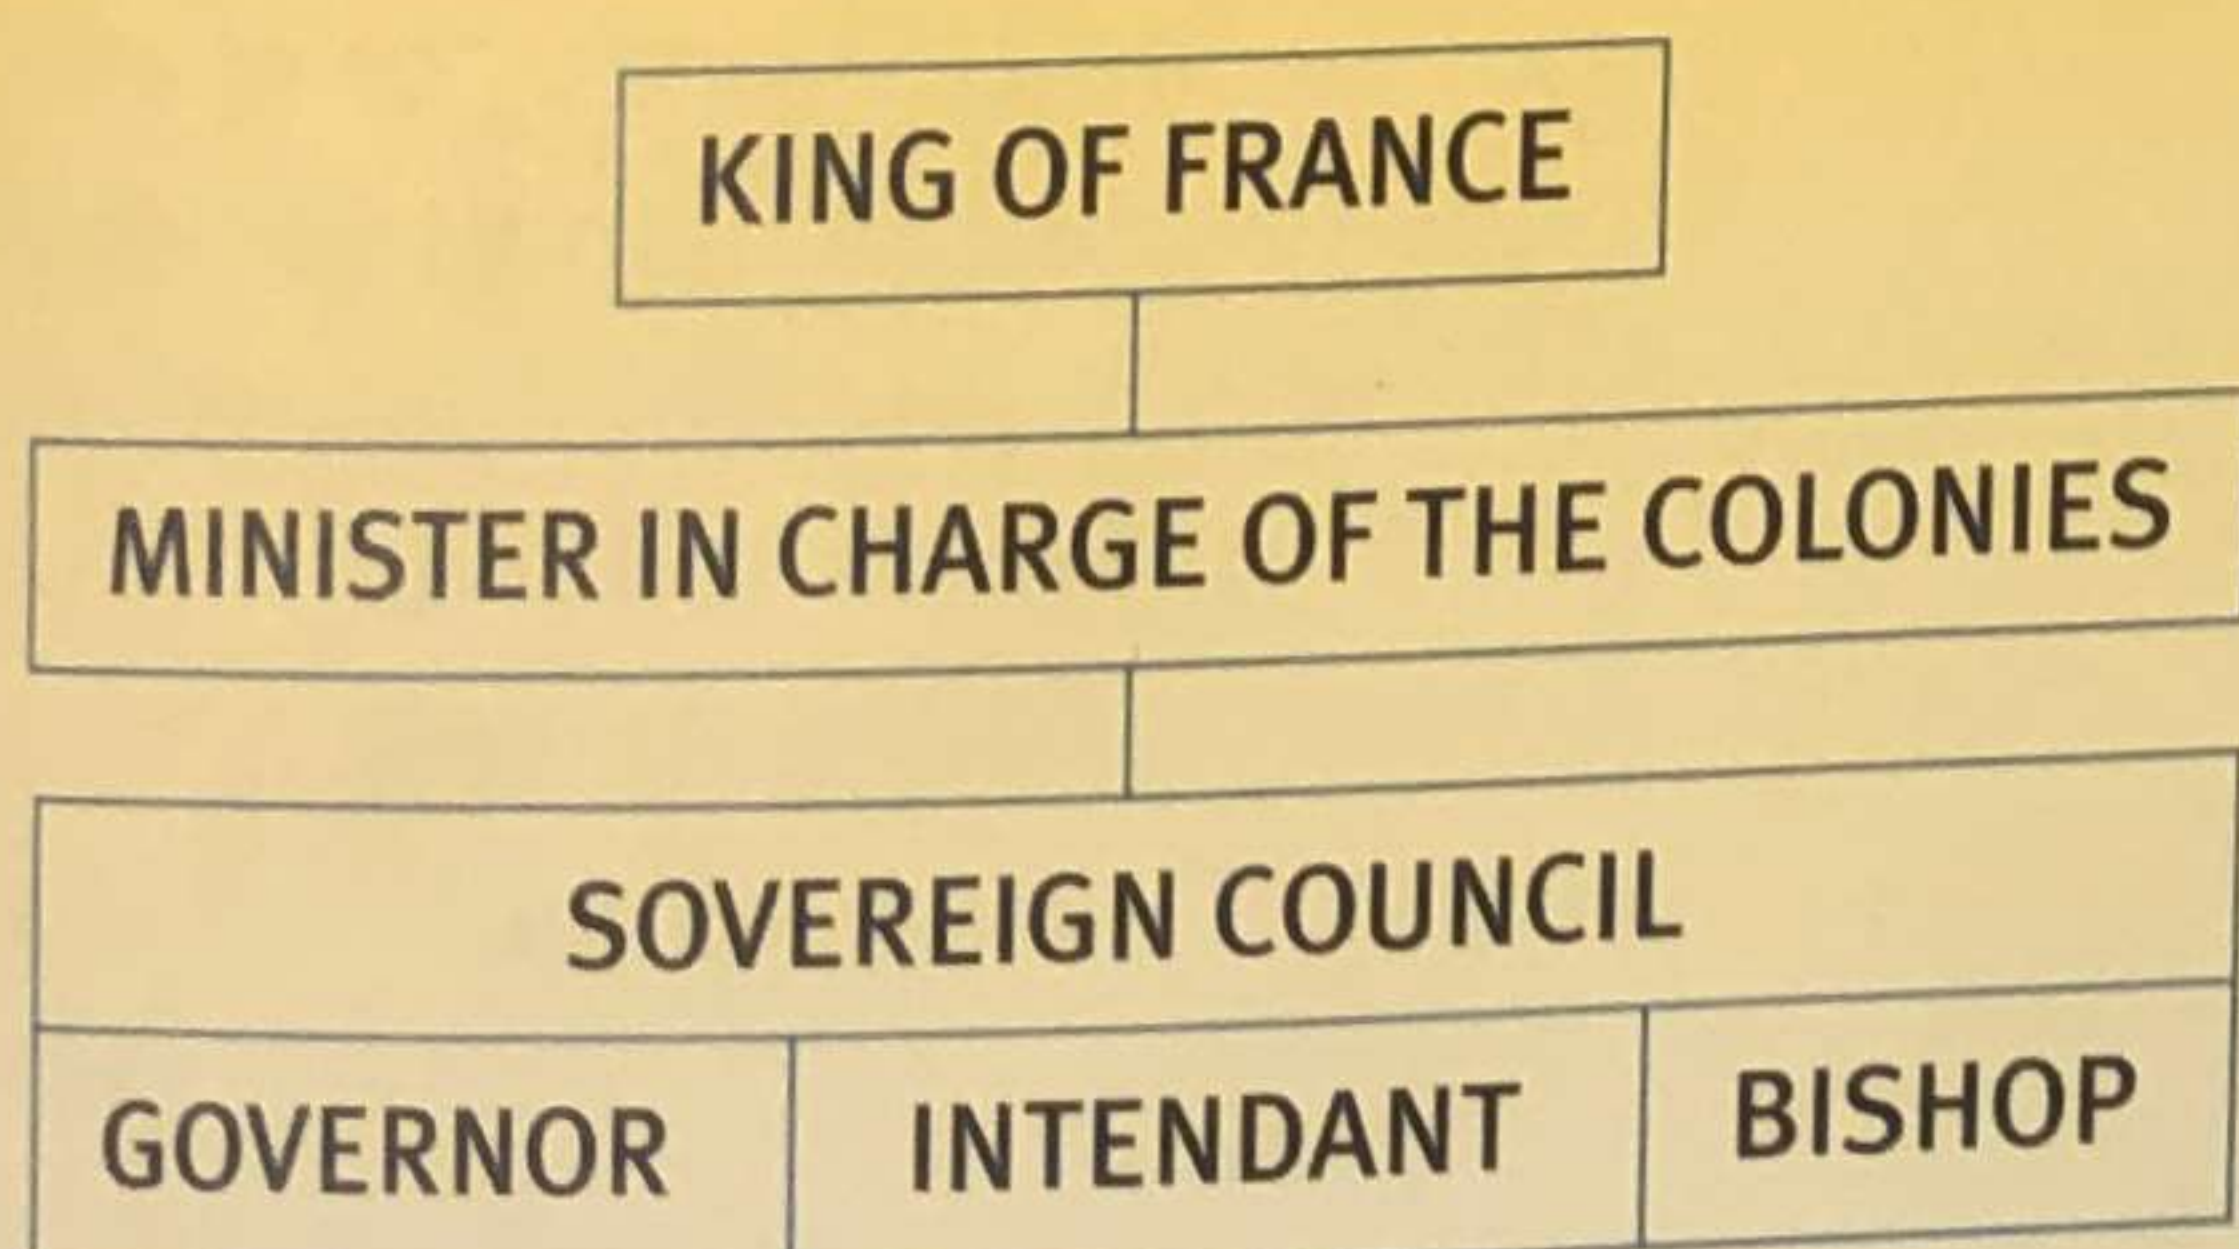 KING OF FRANCE
MINISTER IN CHARGE OF THE COLONIES
SOVEREIGN COUNCIL
GOVERNOR INTENDANT BISHOP